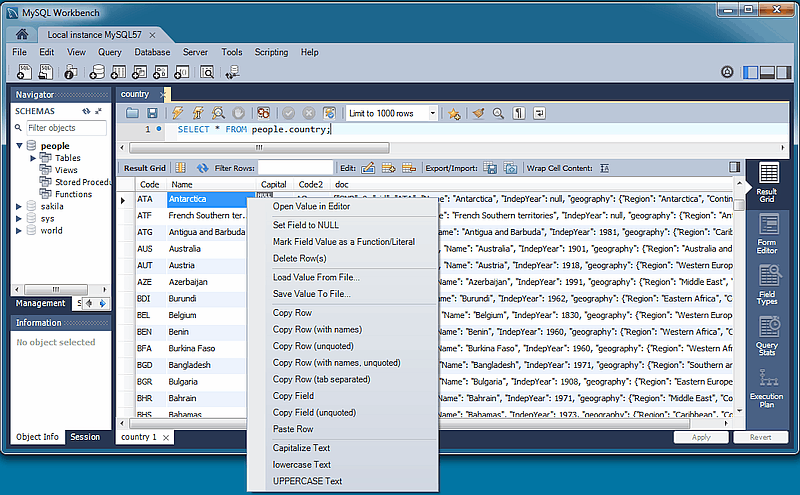 MySQL Workbench
Local instance MySQL57
File Edit View Query Database Server Tools Scripting Help
Navigator
SCHEMAS
Filter objects
people
Tables
Views
Stored Procedu
Functions
sakila
sys
world
Management S
Information
No object selected
Object Info Session
country
Limit to 1000 rows
1 SELECT * FROM people.country;
Result Grid Filter Rows: Edit: Export/Import: Wrap Cell Content:
Code Name Capital Code2 doc
ATA Antarctica "Antarctica", "IndepYear": null, "geography": {"Region": "Antarctica", "Contin
ATF French Southern ter... "Name": "French Southern territories", "IndepYear": null, "geography": {"Region": "Ant
ATG Antigua and Barbuda "Name": "Antigua and Barbuda", "IndepYear": 1981, "geography": {"Region": "Caribb
AUS Australia "Name": "Australia", "IndepYear": 1901, "geography": {"Region": "Australia and
AUT Austria "Name": "Austria", "IndepYear": 1918, "geography": {"Region": "Western Europe
AZE Azerbaijan "Name": "Azerbaijan", "IndepYear": 1991, "geography": {"Region": "Middle East",
BDI Burundi Name": "Burundi", "IndepYear": 1962, "geography": {"Region": "Eastern Africa",
BEL Belgium Name": "Belgium", "IndepYear": 1830, "geography": {"Region": "Western Europe
BEN Benin Name": "Benin", "IndepYear": 1960, "geography": {"Region": "Western Africa", "C
BFA Burkina Faso Name": "Burkina Faso", "IndepYear": 1960, "geography": {"Region": "Western Af
BGD Bangladesh Name": "Bangladesh", "IndepYear": 1971, "geography": {"Region": "Southern an
BGR Bulgaria "Name": "Bulgaria", "IndepYear": 1908, "geography": {"Region": "Eastern Europe
BHR Bahrain "Name": "Bahrain", "IndepYear": 1971, "geography": {"Region": "Middle East", "Co
BHS Bahamas "Name": "Bahamas", "IndepYear": 1973, "geography": {"Region": "Caribbean", "C
Open Value in Editor
Set Field to NULL
Mark Field Value as a Function/Literal
Delete Row(s)
Load Value From File...
Save Value To File...
Copy Row
Copy Row (with names)
Copy Row (unquoted)
Copy Row (with names, unquoted)
Copy Row (tab separated)
Copy Field
Copy Field (unquoted)
Paste Row
Capitalize Text
lowercase Text
UPPERCASE Text
Result
Grid
Form
Editor
Field
Types
Query
Stats
Execution
Plan
country 1
Apply Revert